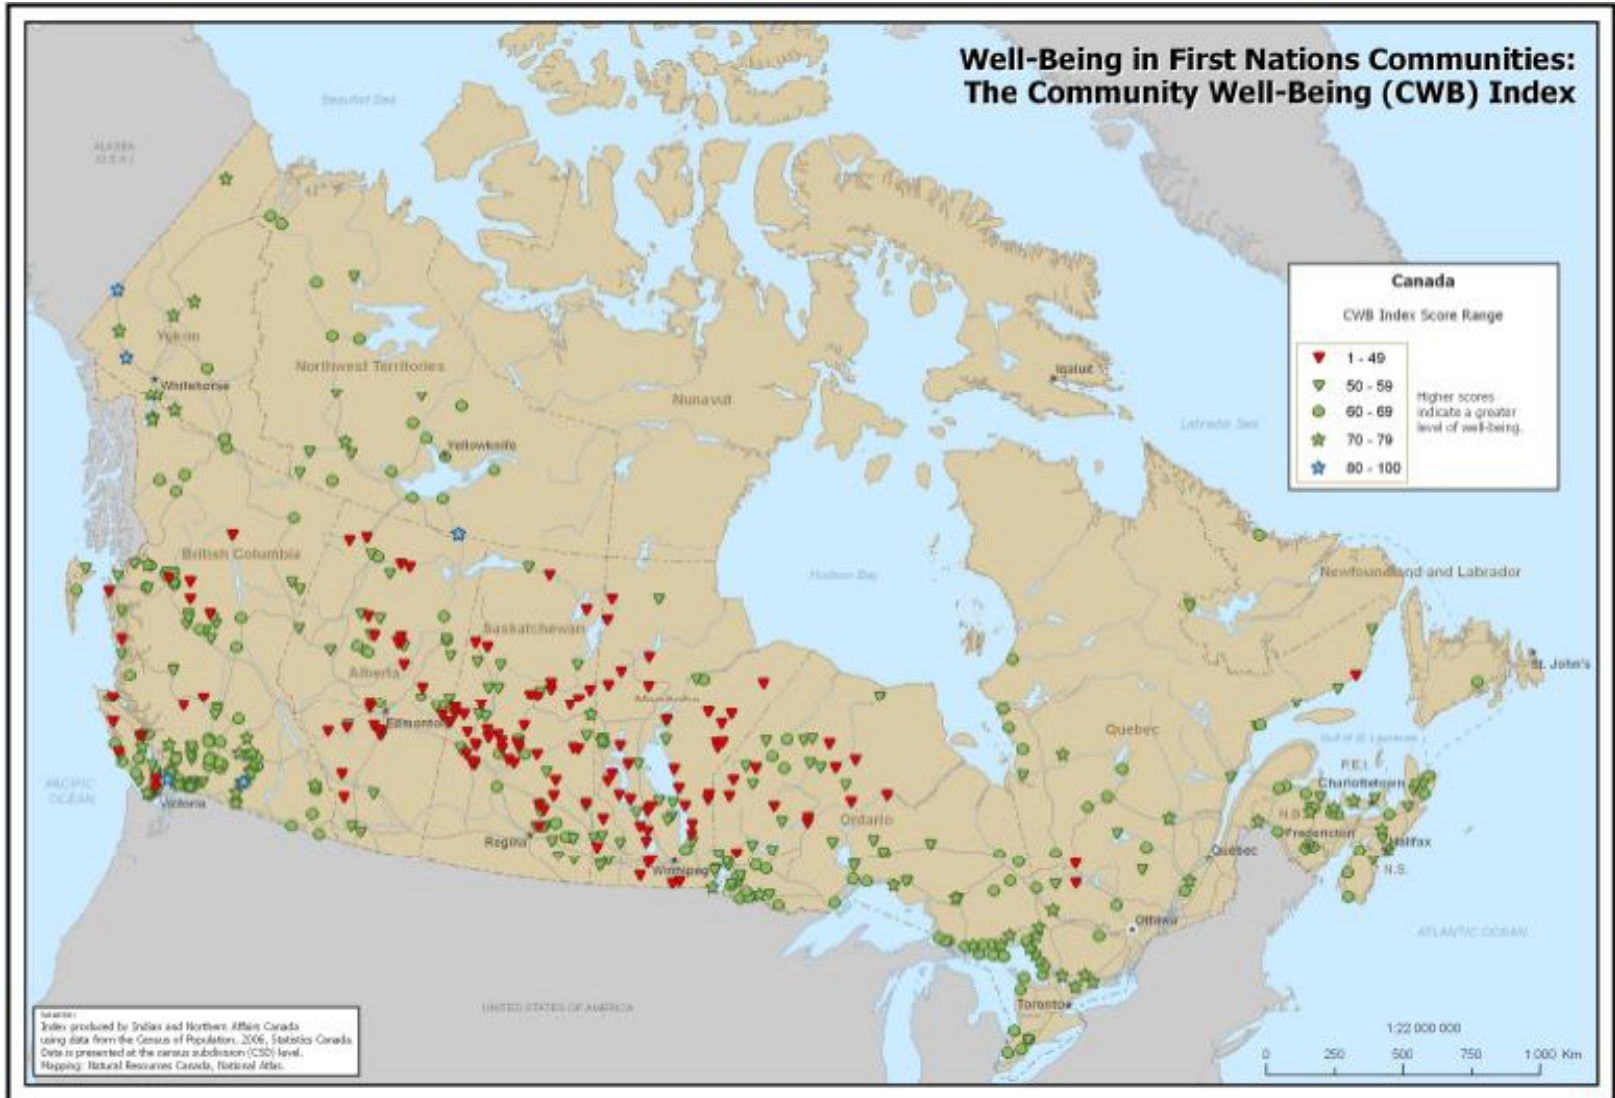 Well-Being in First Nations Communities:
The Community Well-Being (CWB) Index
Beaufort Sea
ALASKA
(U.S.A.)
Yukon
Whitehorse
Northwest Territories
Nunavut
Iqaluit
Yellowknife
Labrador Sea
Canada
CWB Index Score Range
1 - 49
50 - 59
60 - 69
70 - 79
80 - 100
Higher scores
indicate a greater
level of well-being.
British Columbia
Hudson Bay
Newfoundland and Labrador
Saskatchewan
Alberta
St. John's
Manitoba
Edmonton
Quebec
Gulf of St. Lawrence
P.E.I.
Charlottetown
PACIFIC
OCEAN
Victoria
N.B.
Fredericton
Halifax
N.S.
Ontario
Regina
Winnipeg
Québec
Ottawa
ATLANTIC OCEAN
Toronto
UNITED STATES OF AMERICA
Index produced by Indian and Northern Affairs Canada
using data from the Census of Population, 2006, Statistics Canada.
Data is presented at the census subdivision (CSD) level.
Mapping: Natural Resources Canada, National Atlas.
1:22 000 000
0 250 500 750 1 000 Km